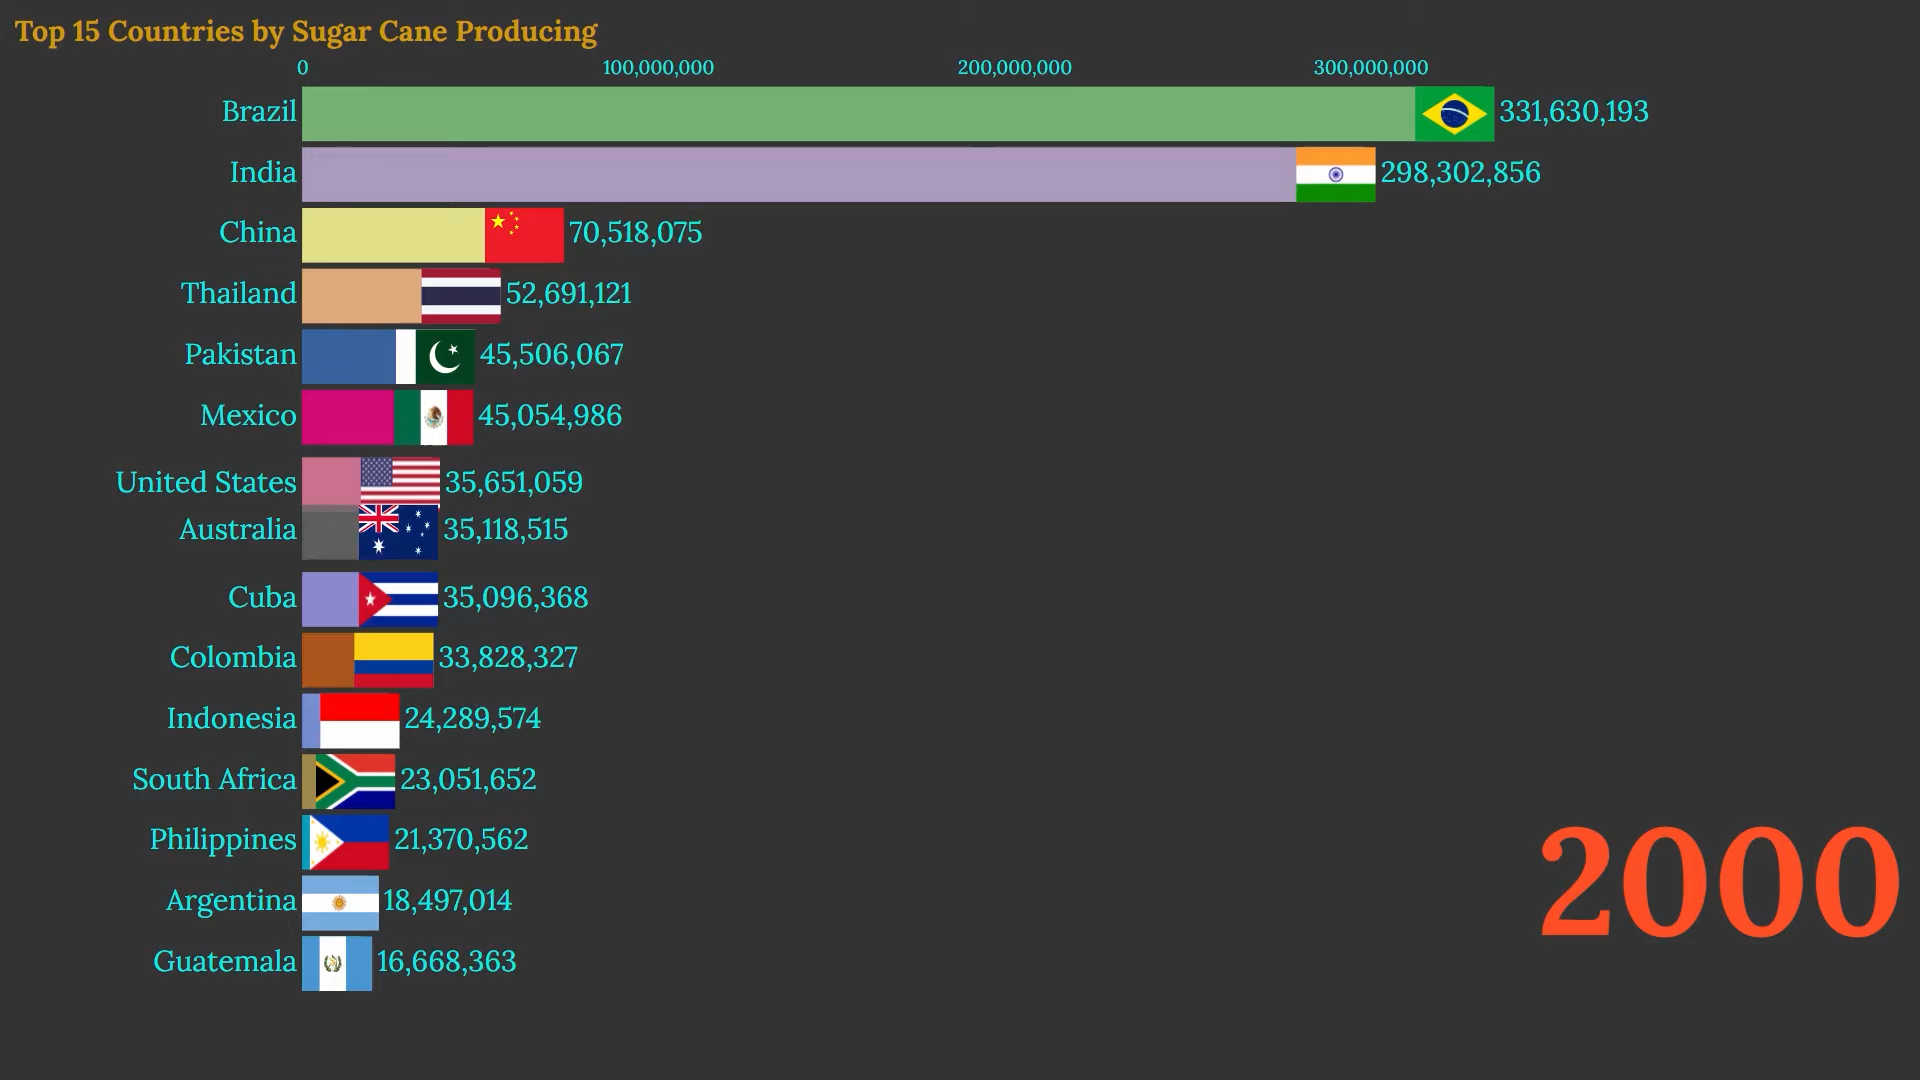 Top 15 Countries by Sugar Cane Producing
0 100,000,000 200,000,000 300,000,000
Brazil 331,630,193
India 298,302,856
China 70,518,075
Thailand 52,691,121
Pakistan 45,506,067
Mexico 45,054,986
United States 35,651,059
Australia 35,118,515
Cuba 35,096,368
Colombia 33,828,327
Indonesia 24,289,574
South Africa 23,051,652
Philippines 21,370,562
Argentina 18,497,014
Guatemala 16,668,363
2000